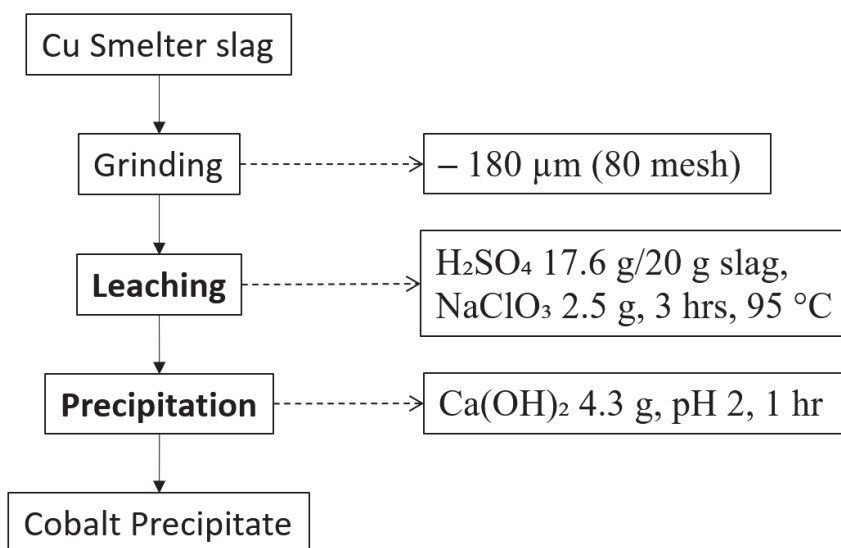 Cu Smelter slag
Grinding
– 180 µm (80 mesh)
Leaching
H₂SO₄ 17.6 g/20 g slag,
NaClO₃ 2.5 g, 3 hrs, 95 °C
Precipitation
Ca(OH)₂ 4.3 g, pH 2, 1 hr
Cobalt Precipitate